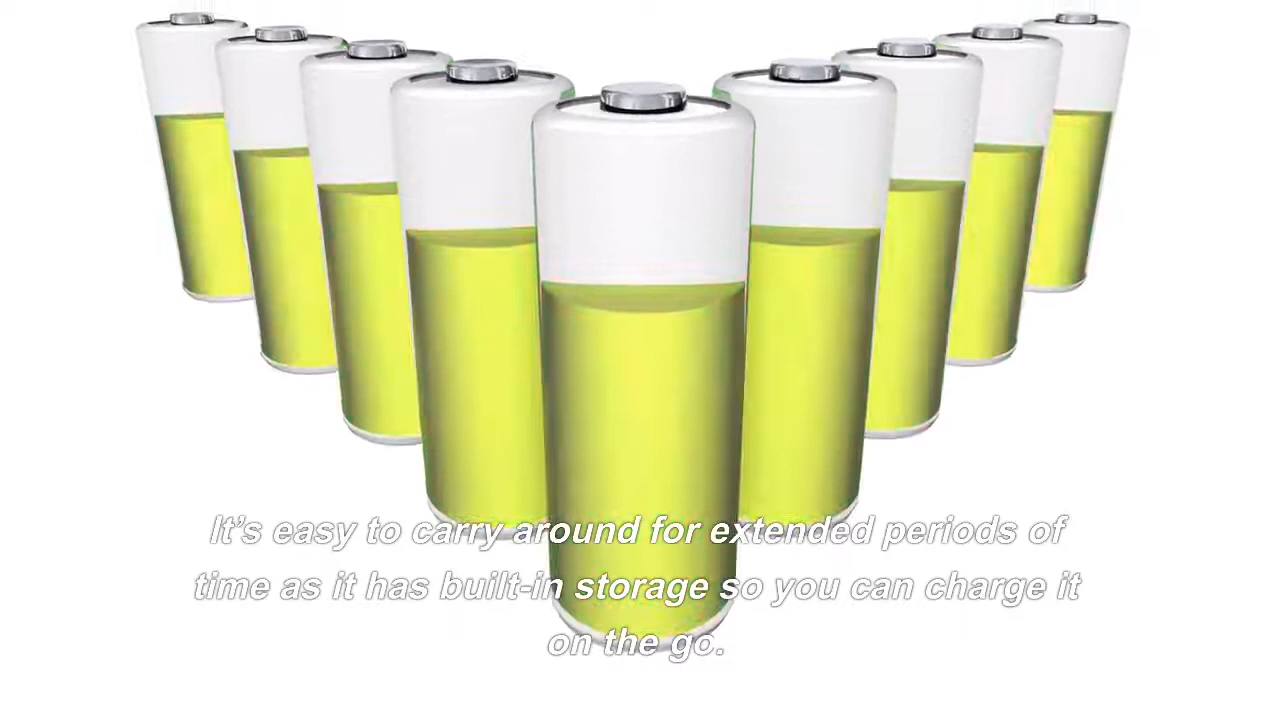 It’s easy to carry around for extended periods of
time as it has built-in storage so you can charge it
on the go.